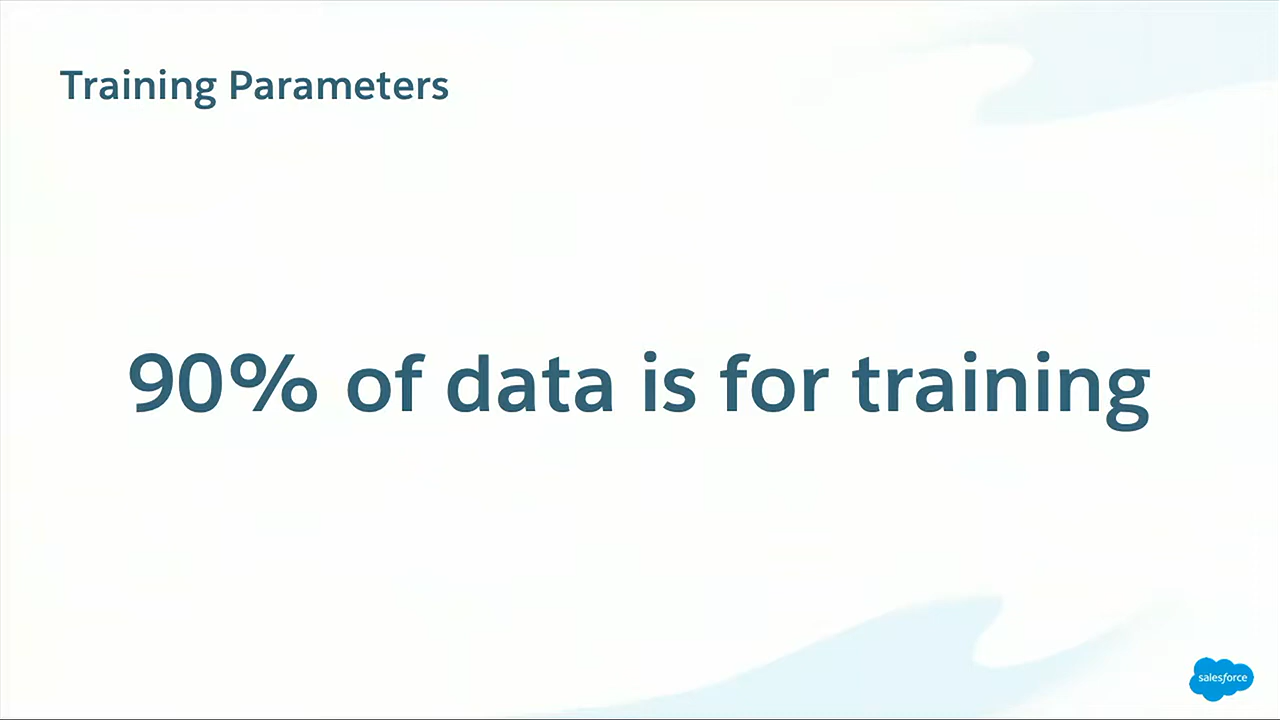 Training Parameters
90% of data is for training
salesforce